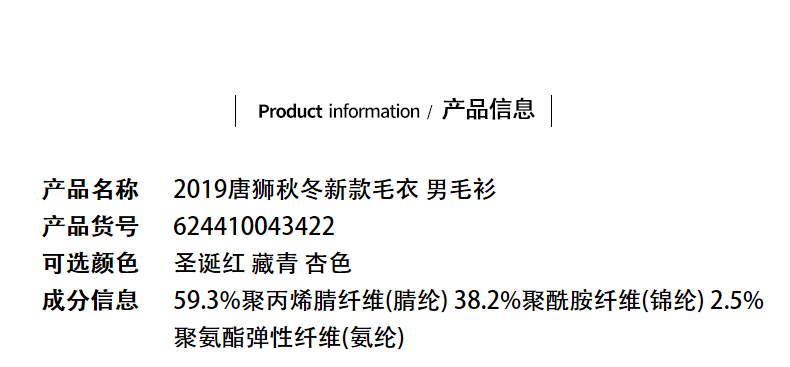 Product information / 产品信息
产品名称 2019唐狮秋冬新款毛衣 男毛衫
产品货号 624410043422
可选颜色 圣诞红 藏青 杏色
成分信息 59.3%聚丙烯腈纤维(腈纶) 38.2%聚酰胺纤维(锦纶) 2.5%
聚氨酯弹性纤维(氨纶)